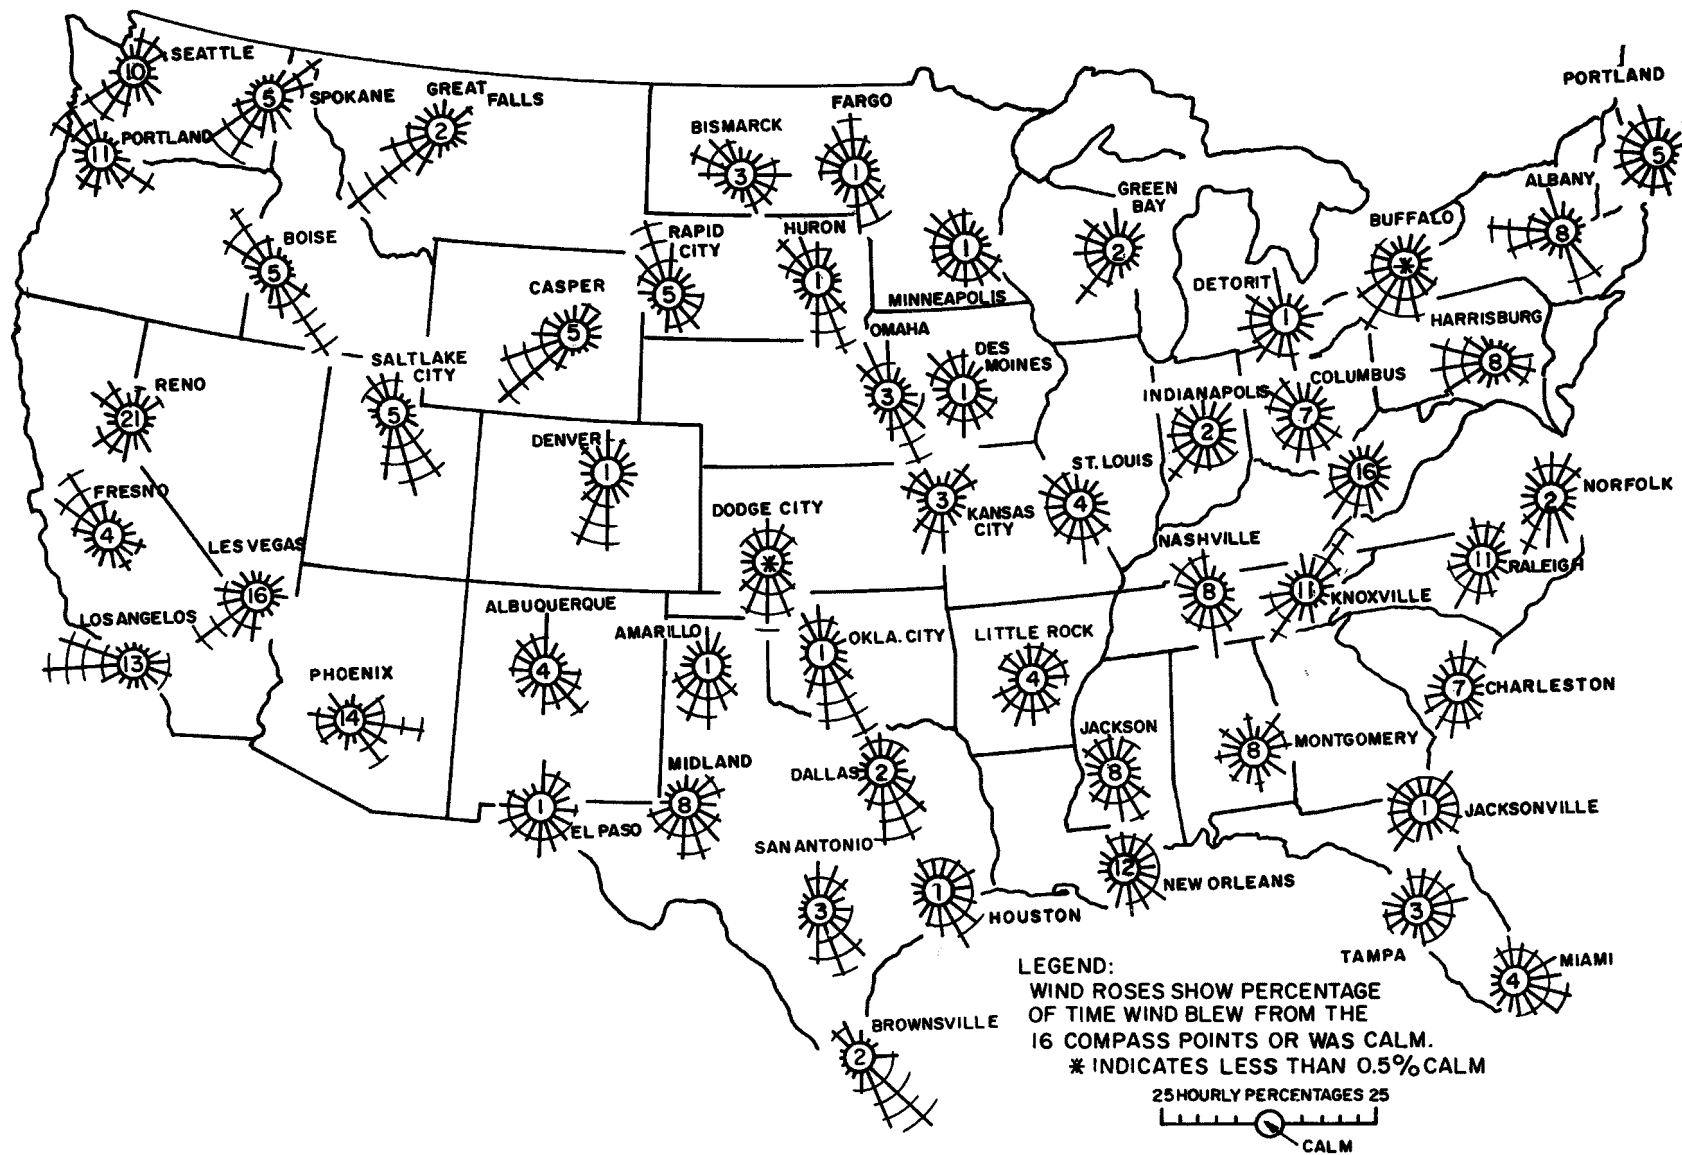 SEATTLE
10
5
SPOKANE
GREAT
FALLS
2
PORTLAND
11
BISMARCK
3
FARGO
1
PORTLAND
5
ALBANY
8
BUFFALO
*
GREEN
BAY
2
BOISE
5
RAPID
CITY
5
HURON
1
1
MINNEAPOLIS
CASPER
5
DETORIT
1
HARRISBURG
8
OMAHA
3
DES
MOINES
1
SALTLAKE
CITY
5
RENO
21
INDIANAPOLIS
2
COLUMBUS
7
16
DENVER
1
ST. LOUIS
4
KANSAS
CITY
3
NORFOLK
2
FRESNO
4
DODGE CITY
*
LES VEGAS
16
NASHVILLE
8
RALEIGH
11
KNOXVILLE
11
LOS ANGELOS
13
ALBUQUERQUE
4
AMARILLO
1
OKLA. CITY
1
LITTLE ROCK
4
PHOENIX
14
CHARLESTON
7
MONTGOMERY
8
JACKSON
8
DALLAS
2
MIDLAND
8
EL PASO
1
JACKSONVILLE
1
SAN ANTONIO
3
HOUSTON
1
NEW ORLEANS
12
TAMPA
3
MIAMI
4
BROWNSVILLE
2
LEGEND:
WIND ROSES SHOW PERCENTAGE
OF TIME WIND BLEW FROM THE
16 COMPASS POINTS OR WAS CALM.
* INDICATES LESS THAN 0.5% CALM
25 HOURLY PERCENTAGES 25
CALM